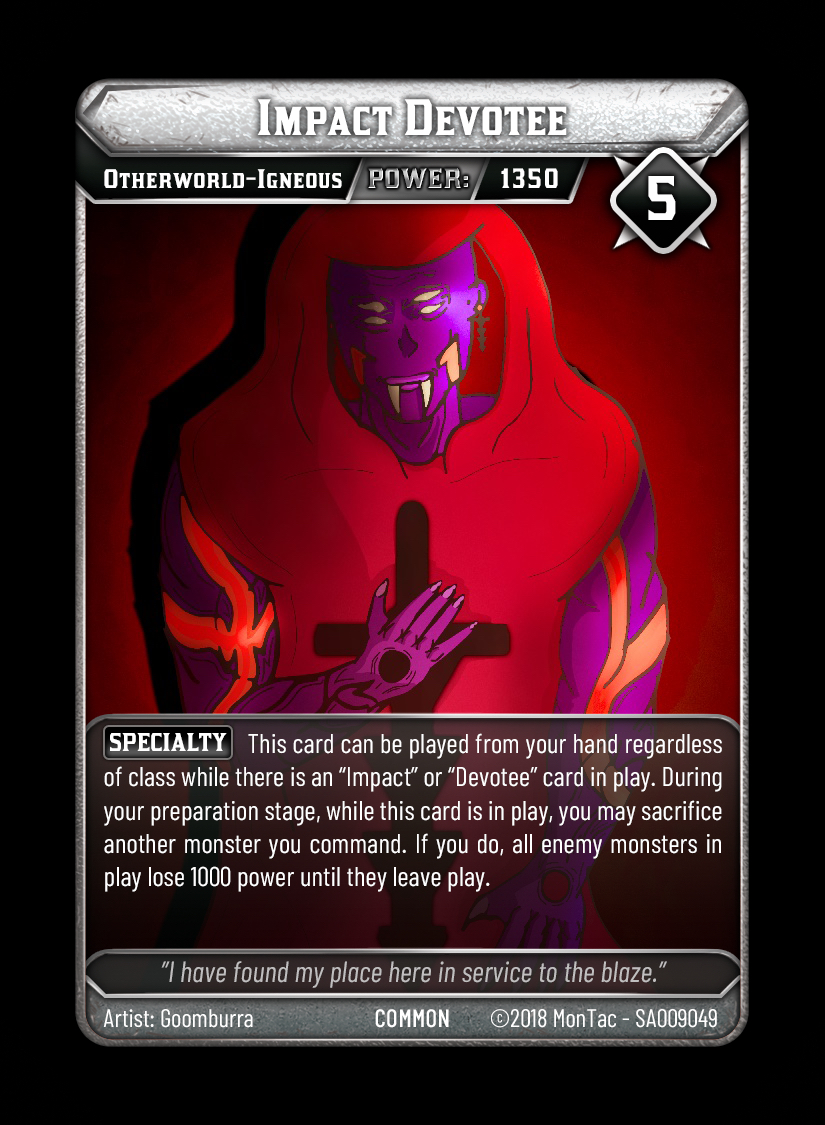 Impact Devotee
Otherworld-Igneous POWER: 1350
5
SPECIALTY This card can be played from your hand regardless
of class while there is an “Impact” or “Devotee” card in play. During
your preparation stage, while this card is in play, you may sacrifice
another monster you command. If you do, all enemy monsters in
play lose 1000 power until they leave play.
“I have found my place here in service to the blaze.”
Artist: Goomburra COMMON ©2018 MonTac - SA009049